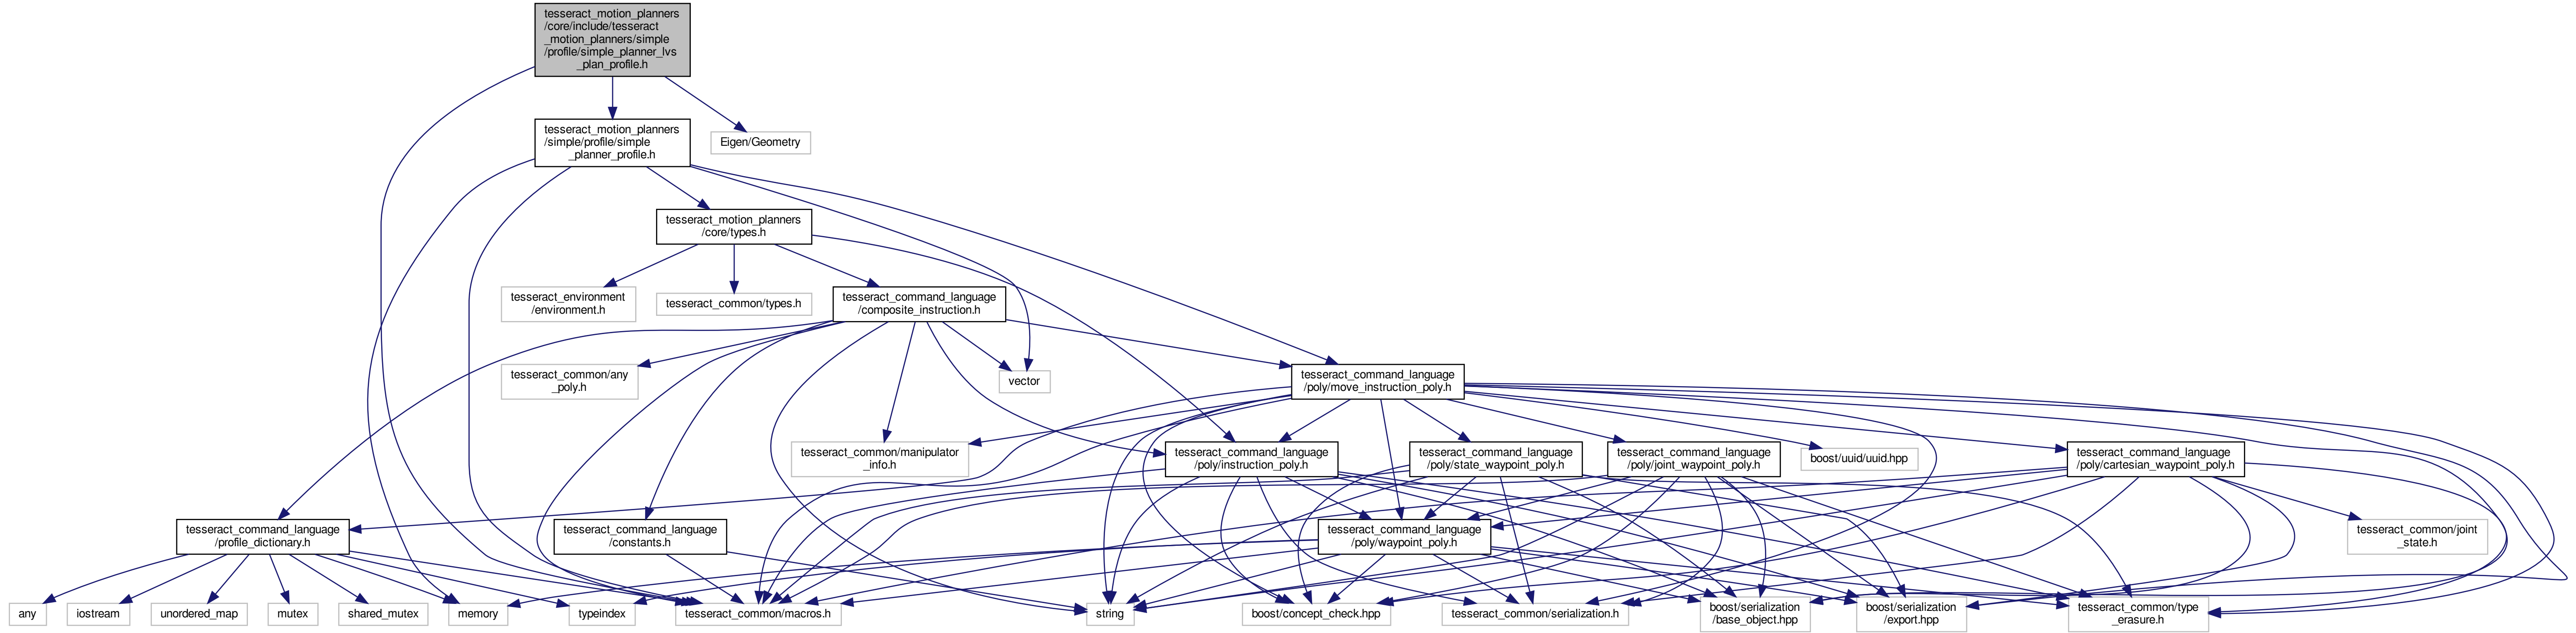 tesseract_motion_planners
/core/include/tesseract
_motion_planners/simple
/profile/simple_planner_lvs
_plan_profile.h
tesseract_motion_planners
/simple/profile/simple
_planner_profile.h
Eigen/Geometry
tesseract_motion_planners
/core/types.h
tesseract_environment
/environment.h
tesseract_common/types.h
tesseract_command_language
/composite_instruction.h
tesseract_common/any
_poly.h
vector
tesseract_command_language
/poly/move_instruction_poly.h
tesseract_common/manipulator
_info.h
tesseract_command_language
/poly/instruction_poly.h
tesseract_command_language
/poly/state_waypoint_poly.h
tesseract_command_language
/poly/joint_waypoint_poly.h
boost/uuid/uuid.hpp
tesseract_command_language
/poly/cartesian_waypoint_poly.h
tesseract_command_language
/profile_dictionary.h
tesseract_command_language
/constants.h
tesseract_command_language
/poly/waypoint_poly.h
tesseract_common/joint
_state.h
any
iostream
unordered_map
mutex
shared_mutex
memory
typeindex
tesseract_common/macros.h
string
boost/concept_check.hpp
tesseract_common/serialization.h
boost/serialization
/base_object.hpp
boost/serialization
/export.hpp
tesseract_common/type
_erasure.h